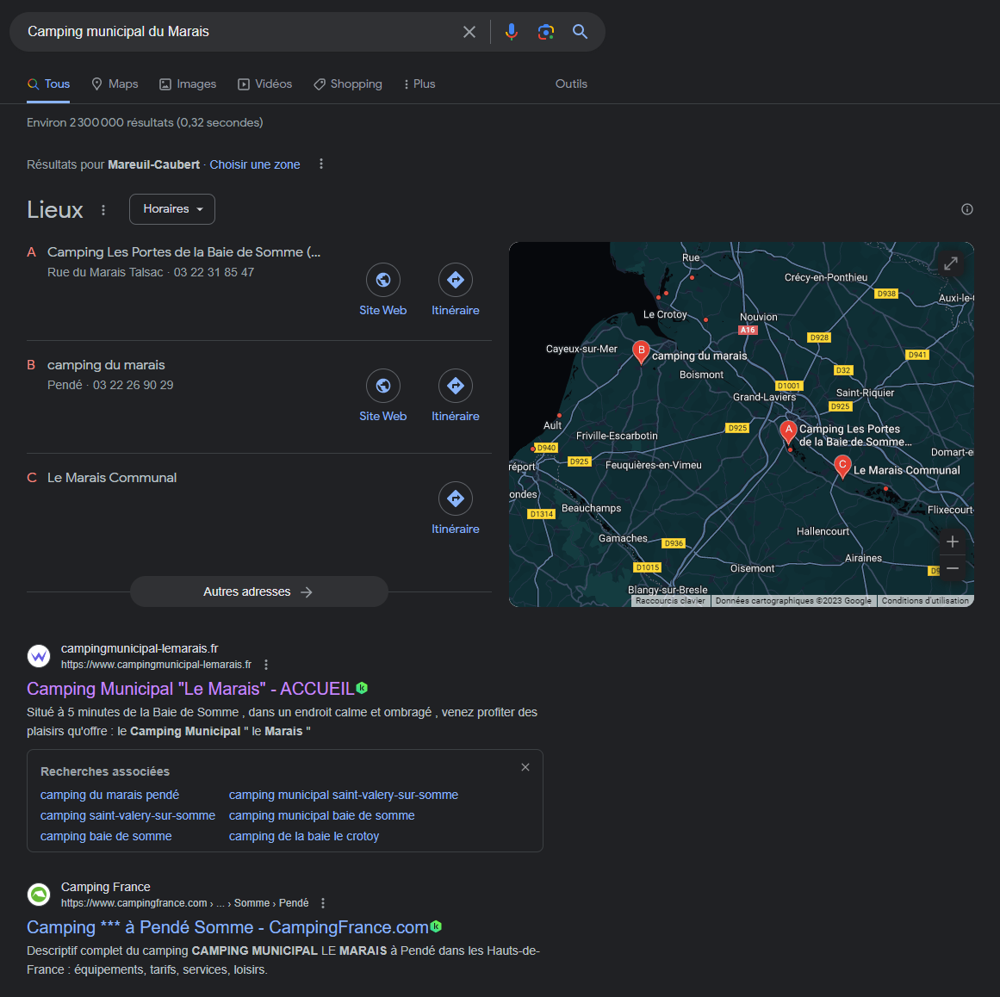 Camping municipal du Marais
Tous
Maps
Images
Vidéos
Shopping
Plus
Outils
Environ 2 300 000 résultats (0,32 secondes)
Résultats pour Mareuil-Caubert · Choisir une zone
Lieux
Horaires
A Camping Les Portes de la Baie de Somme (...
Rue du Marais Talsac · 03 22 31 85 47
Site Web
Itinéraire
B camping du marais
Pendé · 03 22 26 90 29
Site Web
Itinéraire
C Le Marais Communal
Itinéraire
Autres adresses
Rue
Crécy-en-Ponthieu
D938
Auxi-le-
Le Crotoy
Nouvion
A16
D928
Cayeux-sur-Mer
B
camping du marais
D941
Boismont
D32
D1001
Grand-Laviers
Saint-Riquier
D925
Ault
D925
A
Camping Les Portes
de la Baie de Somme...
Friville-Escarbotin
D940
Domart-e
D925
Feuquières-en-Vimeu
réport
C
Le Marais Communal
ondes
Beauchamps
D1314
Flixecourt
Gamaches
D936
Hallencourt
Airaines
D1015
Oisemont
D9
Blangy-sur-Bresle
Raccourcis clavier
Données cartographiques ©2023 Google
Conditions d'utilisation
campingmunicipal-lemarais.fr
https://www.campingmunicipal-lemarais.fr
Camping Municipal "Le Marais" - ACCUEIL
Situé à 5 minutes de la Baie de Somme , dans un endroit calme et ombragé , venez profiter des
plaisirs qu'offre : le Camping Municipal " le Marais "
Recherches associées
camping du marais pendé
camping municipal saint-valery-sur-somme
camping saint-valery-sur-somme
camping municipal baie de somme
camping baie de somme
camping de la baie le crotoy
Camping France
https://www.campingfrance.com › ... › Somme › Pendé
Camping *** à Pendé Somme - CampingFrance.com
Descriptif complet du camping CAMPING MUNICIPAL LE MARAIS à Pendé dans les Hauts-de-
France : équipements, tarifs, services, loisirs.